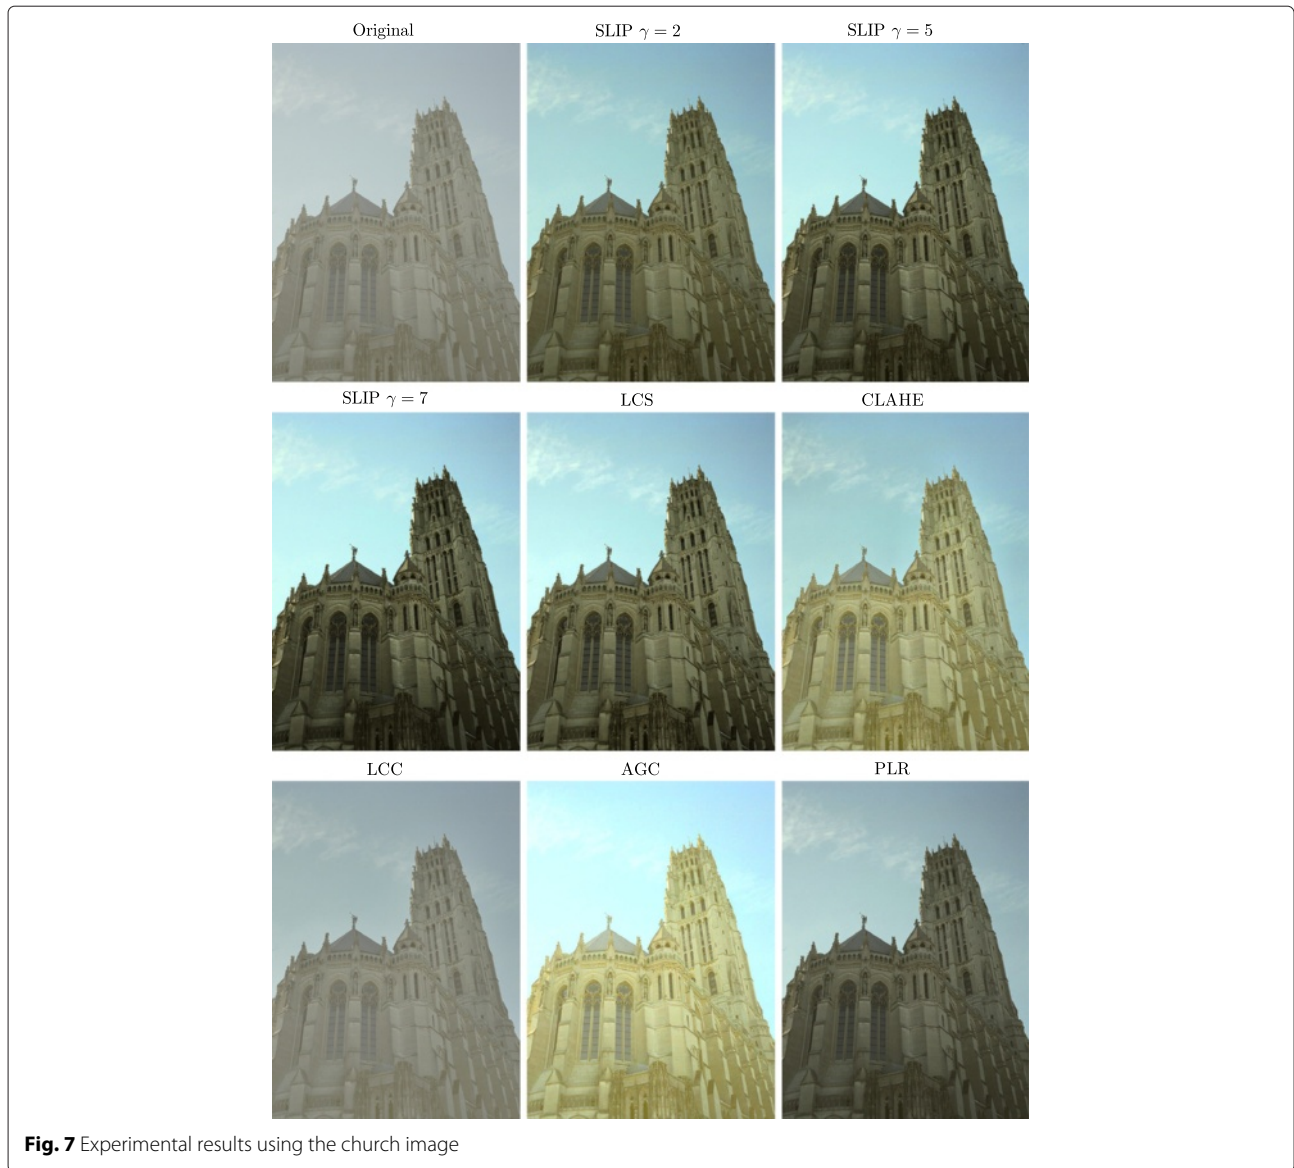 Original SLIP γ = 2 SLIP γ = 5
SLIP γ = 7 LCS CLAHE
LCC AGC PLR
Fig. 7 Experimental results using the church image